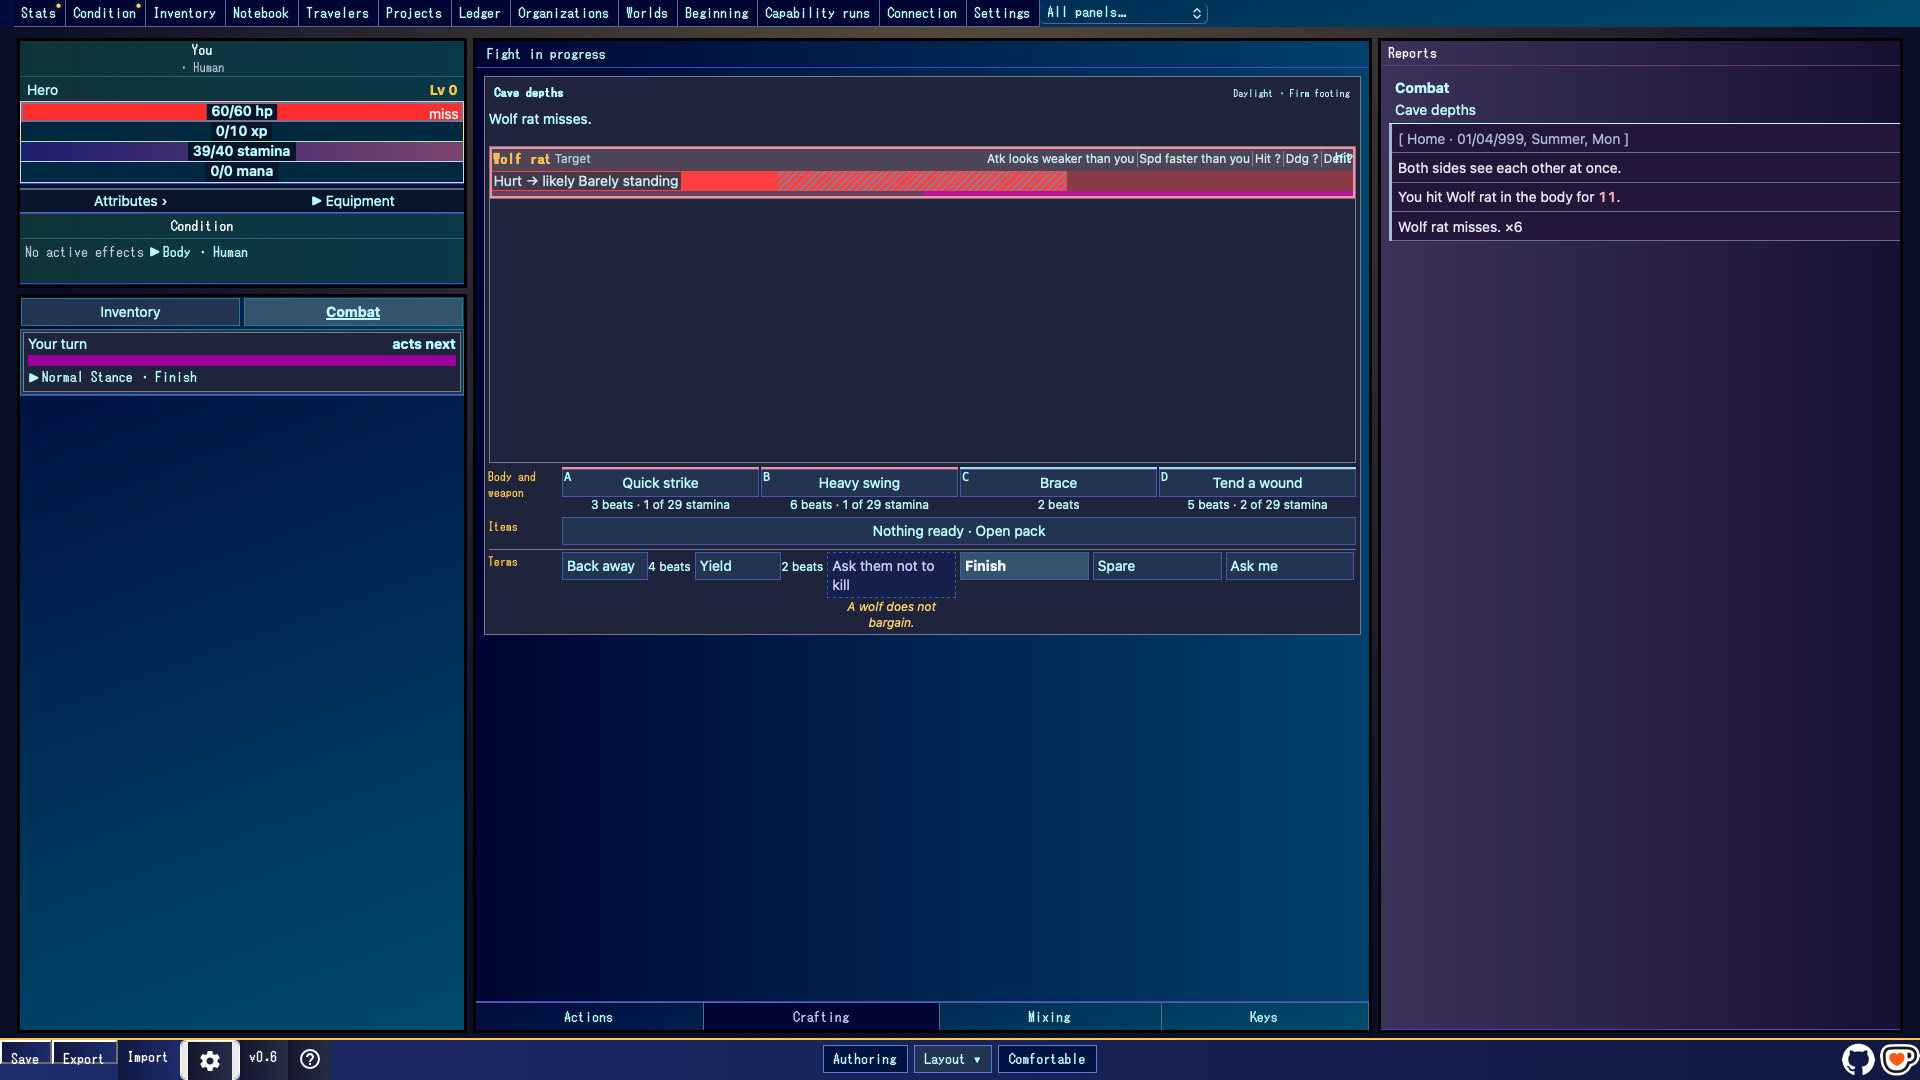 Stats Condition Inventory Notebook Travelers Projects Ledger Organizations Worlds Beginning Capability runs Connection Settings All panels…
You
· Human
Hero Lv 0
60/60 hp miss
0/10 xp
39/40 stamina
0/0 mana
Attributes › ▶ Equipment
Condition
No active effects ▶ Body · Human
Inventory Combat
Your turn acts next
▶ Normal Stance · Finish
Fight in progress
Cave depths Daylight · Firm footing
Wolf rat misses.
Wolf rat Target Atk looks weaker than you Spd faster than you Hit ? Ddg ? hit
Hurt → likely Barely standing
Body and weapon
A Quick strike B Heavy swing C Brace D Tend a wound
3 beats · 1 of 29 stamina 6 beats · 1 of 29 stamina 2 beats 5 beats · 2 of 29 stamina
Items Nothing ready · Open pack
Terms Back away 4 beats Yield 2 beats Ask them not to kill Finish Spare Ask me
A wolf does not
bargain.
Actions Crafting Mixing Keys
Reports
Combat
Cave depths
[ Home · 01/04/999, Summer, Mon ]
Both sides see each other at once.
You hit Wolf rat in the body for 11.
Wolf rat misses. ×6
Save Export Import v0.6 Authoring Layout ▾ Comfortable